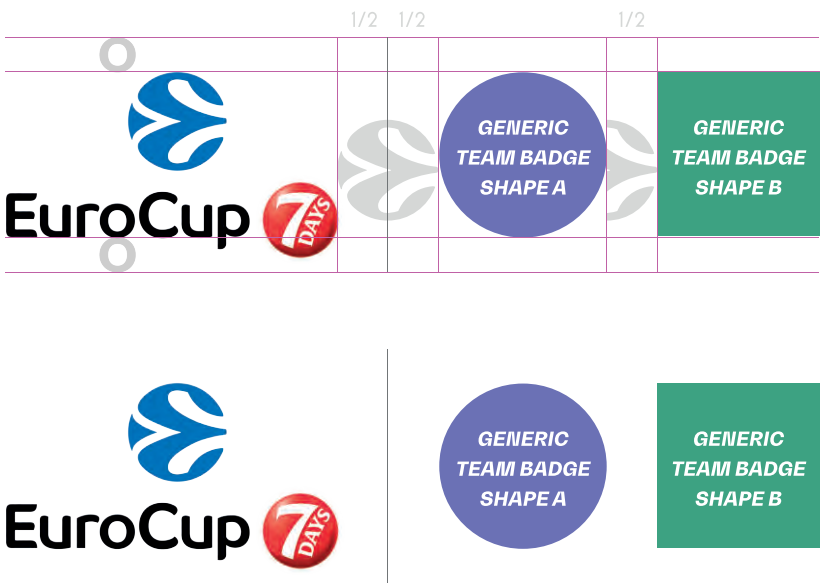 1/2 1/2 1/2
O
GENERIC
TEAM BADGE
SHAPE A
GENERIC
TEAM BADGE
SHAPE B
EuroCup
7
DAYS
O
GENERIC
TEAM BADGE
SHAPE A
GENERIC
TEAM BADGE
SHAPE B
EuroCup
7
DAYS